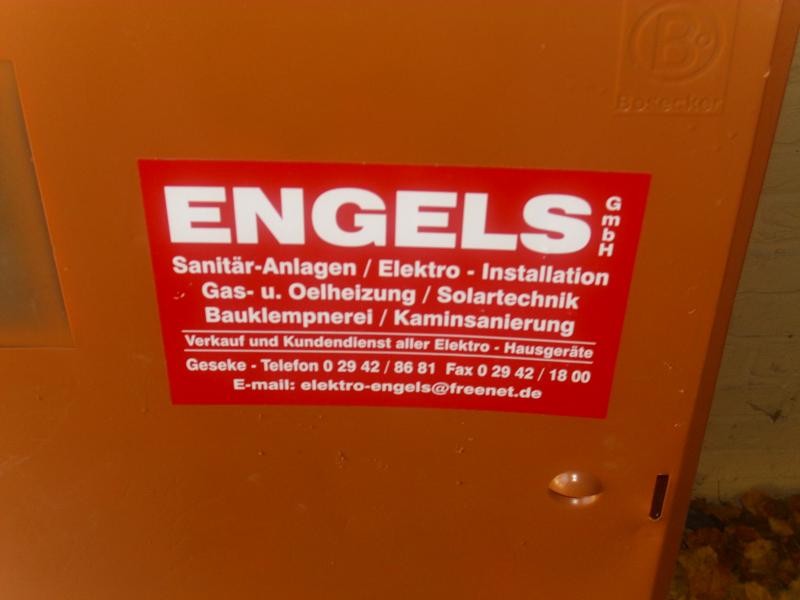 B
Bosecker
ENGELS GmbH
Sanitär-Anlagen / Elektro - Installation
Gas- u. Oelheizung / Solartechnik
Bauklempnerei / Kaminsanierung
Verkauf und Kundendienst aller Elektro - Hausgeräte
Geseke - Telefon 0 29 42 / 86 81 Fax 0 29 42 / 18 00
E-mail: elektro-engels@freenet.de